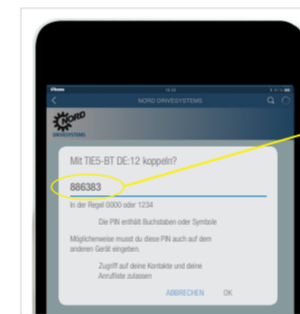 NORD DRIVESYSTEMS
NORD
DRIVESYSTEMS
Mit TIE5-BT DE:12 koppeln?
886383
In der Regel 0000 oder 1234
Die PIN enthält Buchstaben oder Symbole
Möglicherweise musst du diese PIN auch auf dem
anderen Gerät eingeben.
Zugriff auf deine Kontakte und deine
Anrufliste zulassen
ABBRECHEN OK